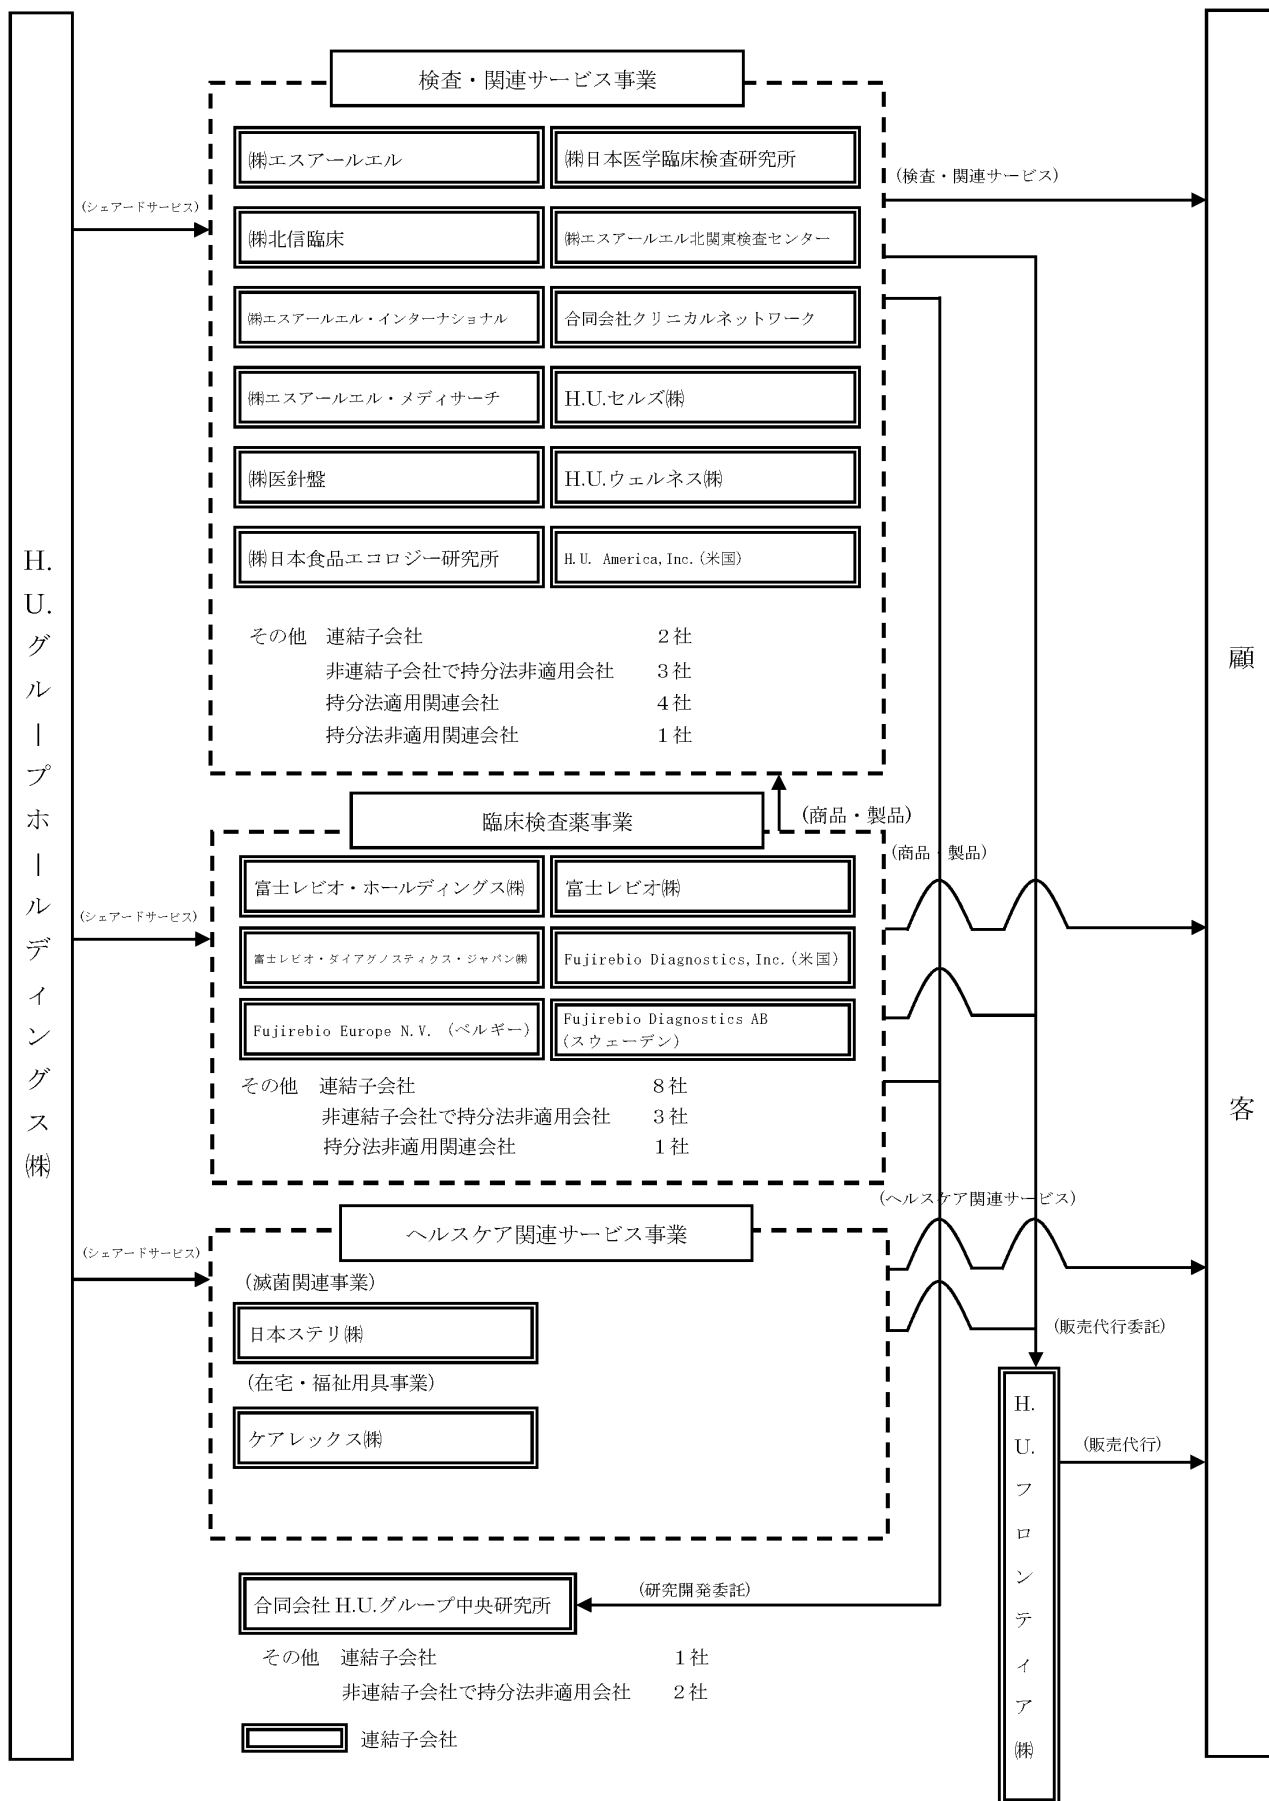 H.U.グループホールディングス㈱
検査・関連サービス事業
㈱エスアールエル
㈱日本医学臨床検査研究所
(検査・関連サービス)
(シェアードサービス)
㈱北信臨床
㈱エスアールエル北関東検査センター
㈱エスアールエル・インターナショナル
合同会社クリニカルネットワーク
㈱エスアールエル・メディサーチ
H.U.セルズ㈱
㈱医針盤
H.U.ウェルネス㈱
㈱日本食品エコロジー研究所
H.U. America,Inc.(米国)
その他 連結子会社 2社
非連結子会社で持分法非適用会社 3社
持分法適用関連会社 4社
持分法非適用関連会社 1社
臨床検査薬事業
(商品・製品)
(商品・製品)
富士レビオ・ホールディングス㈱
富士レビオ㈱
(シェアードサービス)
富士レビオ・ダイアグノスティクス・ジャパン㈱
Fujirebio Diagnostics,Inc.(米国)
Fujirebio Europe N.V. (ベルギー)
Fujirebio Diagnostics AB
(スウェーデン)
その他 連結子会社 8社
非連結子会社で持分法非適用会社 3社
持分法非適用関連会社 1社
(ヘルスケア関連サービス)
ヘルスケア関連サービス事業
(シェアードサービス)
(滅菌関連事業)
日本ステリ㈱
(販売代行委託)
(在宅・福祉用具事業)
ケアレックス㈱
H.U.フロンティア㈱
(販売代行)
合同会社 H.U.グループ中央研究所
(研究開発委託)
その他 連結子会社 1社
非連結子会社で持分法非適用会社 2社
連結子会社
顧客